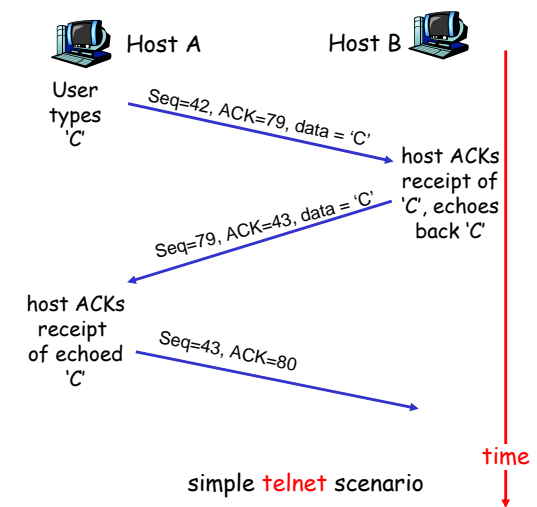 Host A
Host B
User
types
‘C’
Seq=42, ACK=79, data = ‘C’
host ACKs
receipt of
‘C’, echoes
back ‘C’
Seq=79, ACK=43, data = ‘C’
host ACKs
receipt
of echoed
‘C’
Seq=43, ACK=80
time
simple telnet scenario